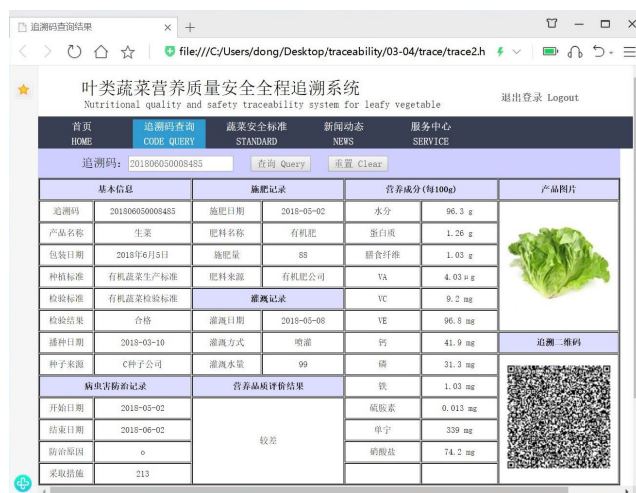 追溯码查询结果
file:///C:/Users/dong/Desktop/traceability/03-04/trace/trace2.h
叶类蔬菜营养质量安全全程追溯系统
Nutritional quality and safety traceability system for leafy vegetable
退出登录 Logout
首页 追溯码查询 蔬菜安全标准 新闻动态 服务中心
HOME CODE QUERY STANDARD NEWS SERVICE
追溯码: 201806050008485 查询 Query 重置 Clear
基本信息 施肥记录 营养成分(每100g) 产品图片
追溯码 201806050008485 施肥日期 2018-05-02 水分 96.3 g
产品名称 生菜 肥料名称 有机肥 蛋白质 1.26 g
包装日期 2018年6月5日 施肥量 88 膳食纤维 1.03 g
种植标准 有机蔬菜生产标准 肥料来源 有机肥公司 VA 4.03 μg
检验标准 有机蔬菜检验标准 灌溉记录 VC 9.2 mg
检验结果 合格 灌溉日期 2018-05-08 VE 96.8 mg
播种日期 2018-03-10 灌溉方式 喷灌 钙 41.9 mg 追溯二维码
种子来源 C种子公司 灌溉水量 99 磷 31.3 mg
病虫害防治记录 营养品质评价结果 铁 1.03 mg
开始日期 2018-05-02 硫胺素 0.013 mg
结束日期 2018-06-02 较差 单宁 339 mg
防治原因 o 硝酸盐 74.2 mg
采取措施 213